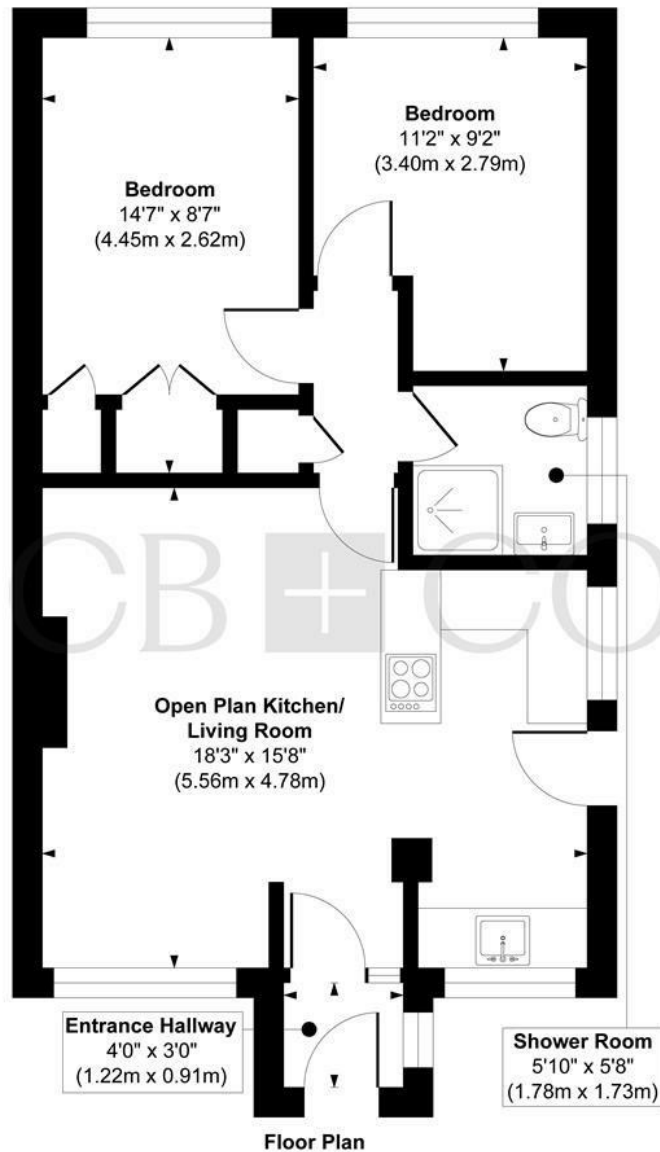 Bedroom
11'2" x 9'2"
(3.40m x 2.79m)
Bedroom
14'7" x 8'7"
(4.45m x 2.62m)
CB + CO
Open Plan Kitchen/
Living Room
18'3" x 15'8"
(5.56m x 4.78m)
Entrance Hallway
4'0" x 3'0"
(1.22m x 0.91m)
Shower Room
5'10" x 5'8"
(1.78m x 1.73m)
Floor Plan